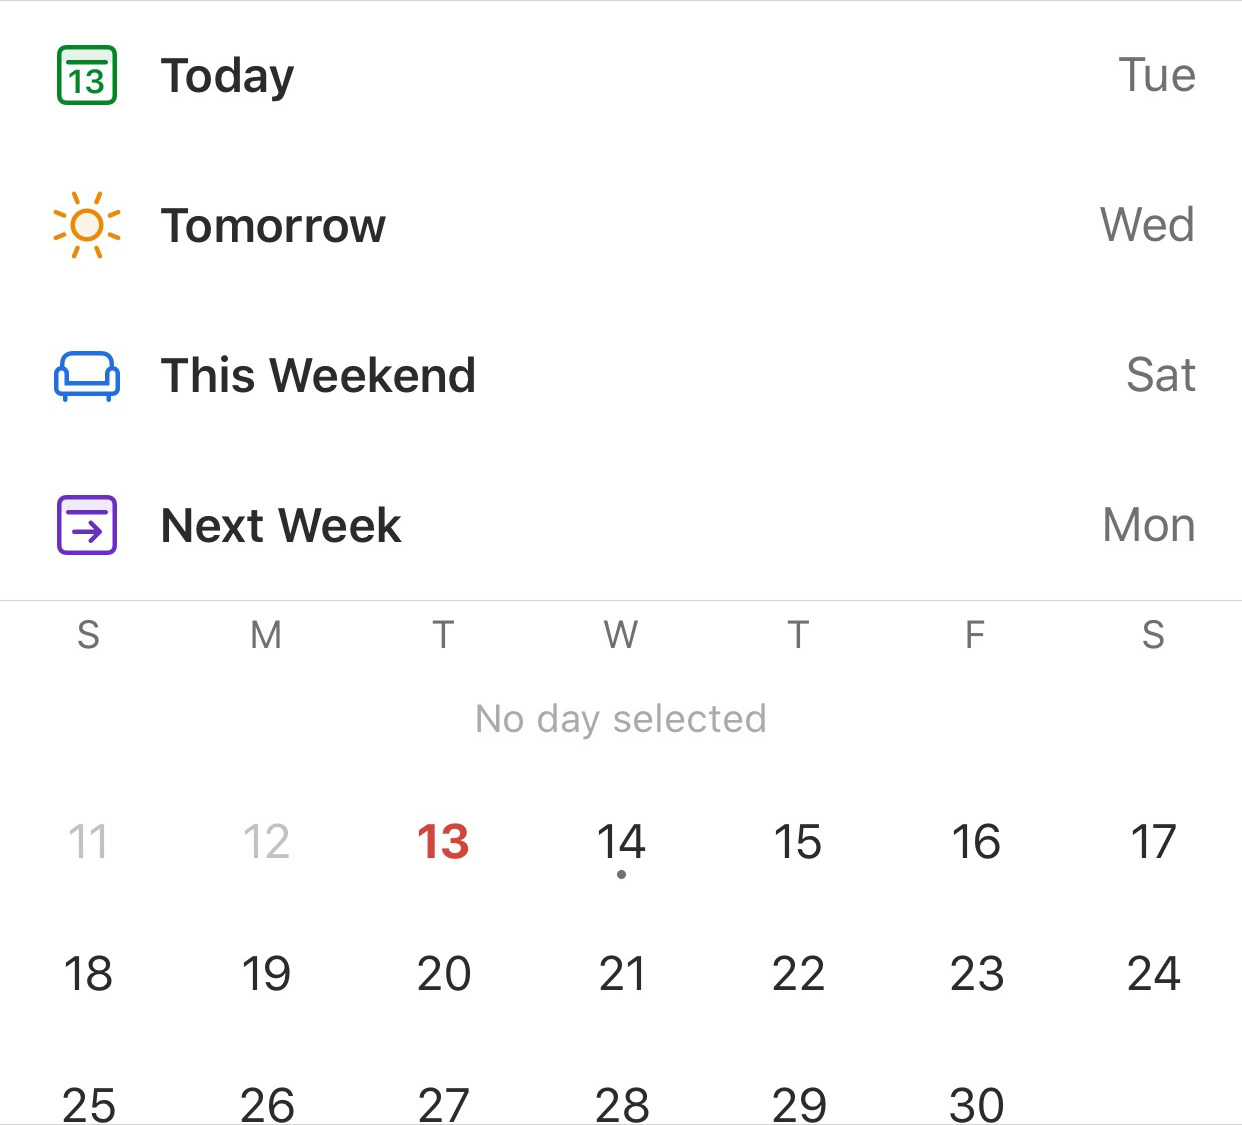 13 Today Tue
Tomorrow Wed
This Weekend Sat
Next Week Mon
S M T W T F S
No day selected
11 12 13 14 15 16 17
18 19 20 21 22 23 24
25 26 27 28 29 30